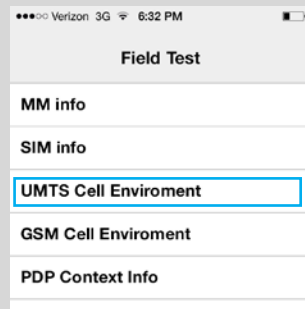 Verizon 3G 6:32 PM
Field Test
MM info
SIM info
UMTS Cell Enviroment
GSM Cell Enviroment
PDP Context Info